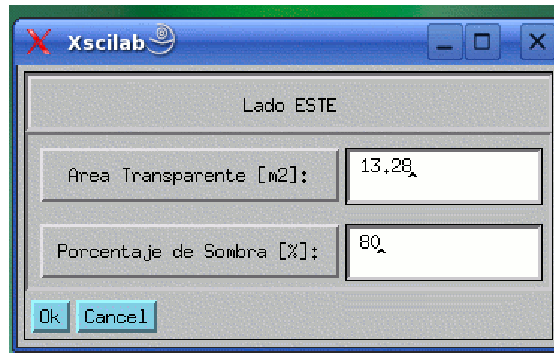 Xscilab
Lado ESTE
Area Transparente [m2]: 13.28
Porcentaje de Sombra [%]: 80
Ok Cancel